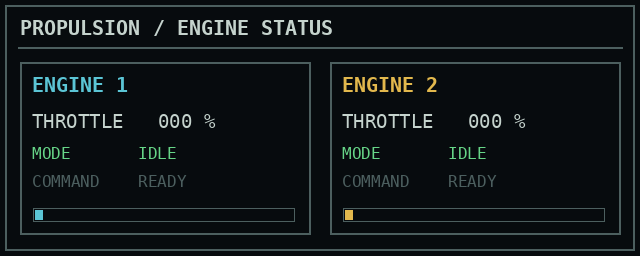 PROPULSION / ENGINE STATUS
ENGINE 1
THROTTLE 000 %
MODE IDLE
COMMAND READY
ENGINE 2
THROTTLE 000 %
MODE IDLE
COMMAND READY